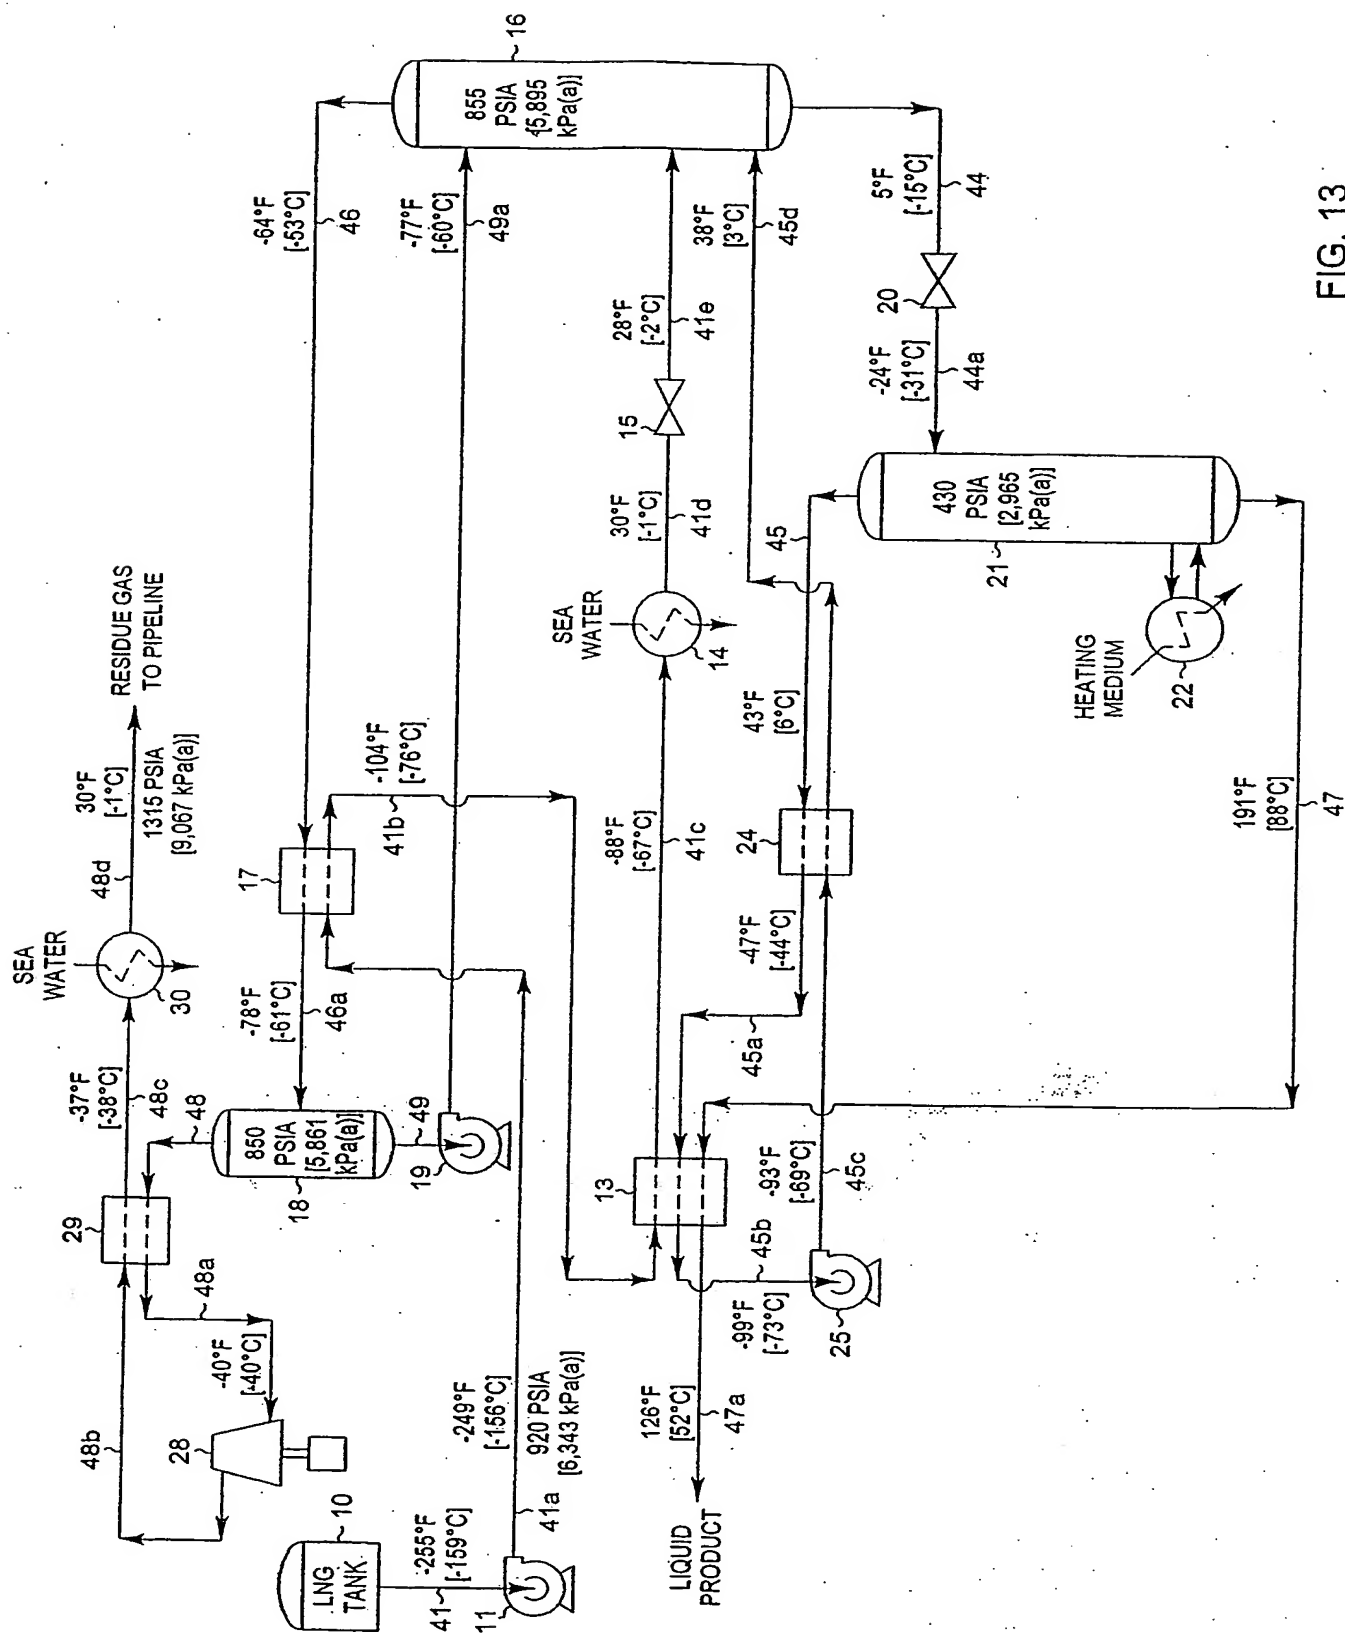 LNG
TANK
10
-255°F
[-159°C]
41
11
-249°F
[-156°C]
920 PSIA
[6,343 kPa(a)]
41a
48b
28
-40°F
[-40°C]
48a
29
48
850
PSIA
[5,861
kPa(a)]
18
49
19
-37°F
[-38°C]
48c
SEA
WATER
30
48d
30°F
[-1°C]
1315 PSIA
[9,067 kPa(a)]
RESIDUE GAS
TO PIPELINE
-78°F
[-61°C]
46a
17
-104°F
[-76°C]
41b
-64°F
[-53°C]
46
-77°F
[-60°C]
49a
855
PSIA
[5,895
kPa(a)]
16
LIQUID
PRODUCT
126°F
[52°C]
47a
-99°F
[-73°C]
45b
25
13
-93°F
[-69°C]
45c
45a
-47°F
[-44°C]
24
43°F
[6°C]
45
-88°F
[-67°C]
41c
SEA
WATER
14
30°F
[-1°C]
41d
15
28°F
[-2°C]
41e
38°F
[3°C]
45d
5°F
[-15°C]
44
20
-24°F
[-31°C]
44a
430
PSIA
[2,965
kPa(a)]
21
HEATING
MEDIUM
22
191°F
[88°C]
47
FIG. 13